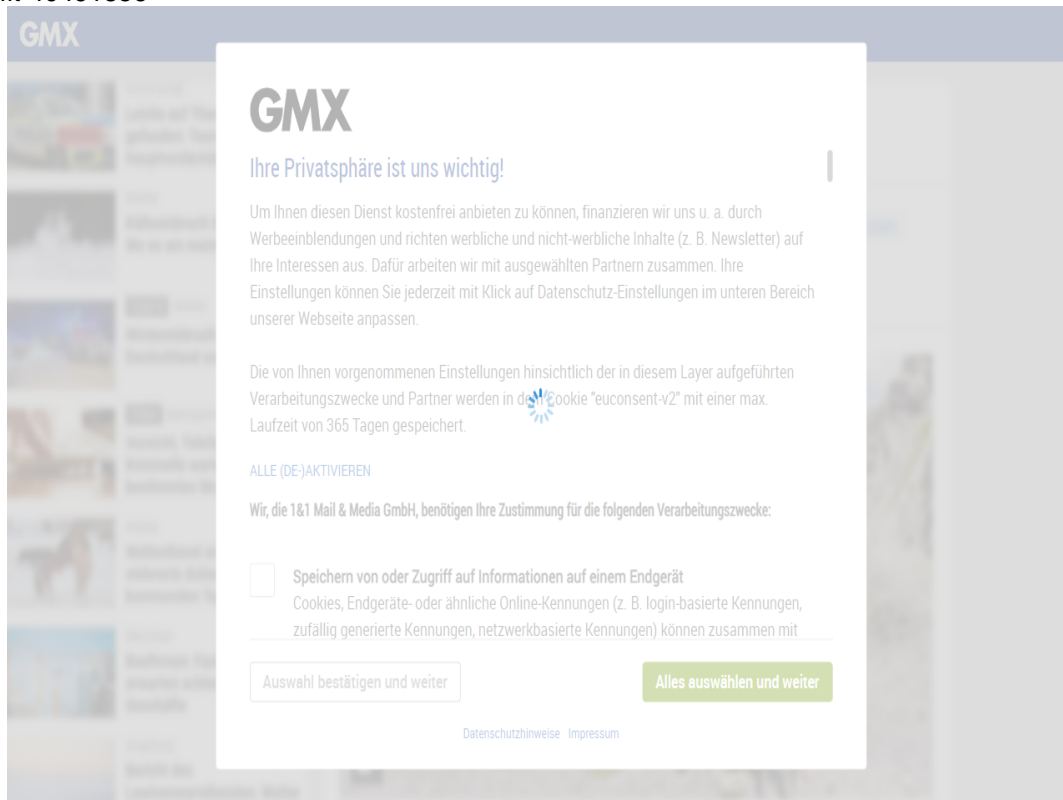 GMX
GMX
Ihre Privatsphäre ist uns wichtig!
Um Ihnen diesen Dienst kostenfrei anbieten zu können, finanzieren wir uns u. a. durch
Werbeeinblendungen und richten werbliche und nicht-werbliche Inhalte (z. B. Newsletter) auf
Ihre Interessen aus. Dafür arbeiten wir mit ausgewählten Partnern zusammen. Ihre
Einstellungen können Sie jederzeit mit Klick auf Datenschutz-Einstellungen im unteren Bereich
unserer Webseite anpassen.
Die von Ihnen vorgenommenen Einstellungen hinsichtlich der in diesem Layer aufgeführten
Verarbeitungszwecke und Partner werden in dem Cookie "euconsent-v2" mit einer max.
Laufzeit von 365 Tagen gespeichert.
ALLE (DE-)AKTIVIEREN
Wir, die 1&1 Mail & Media GmbH, benötigen Ihre Zustimmung für die folgenden Verarbeitungszwecke:
Speichern von oder Zugriff auf Informationen auf einem Endgerät
Cookies, Endgeräte- oder ähnliche Online-Kennungen (z. B. login-basierte Kennungen,
zufällig generierte Kennungen, netzwerkbasierte Kennungen) können zusammen mit
Auswahl bestätigen und weiter
Alles auswählen und weiter
Datenschutzhinweise Impressum